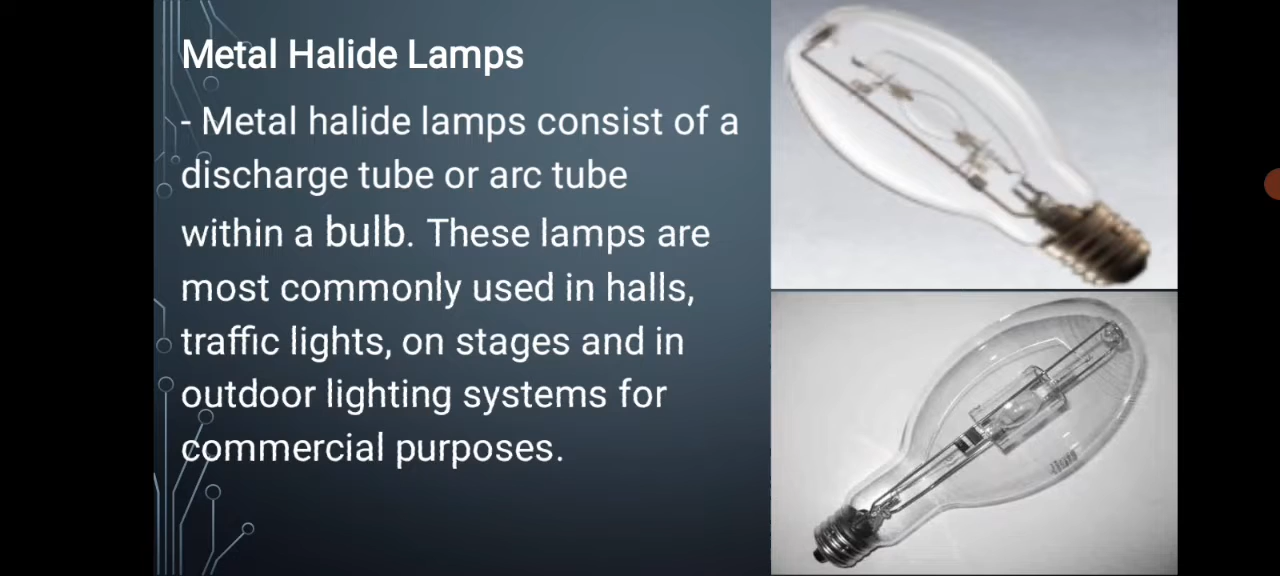 Metal Halide Lamps
- Metal halide lamps consist of a
discharge tube or arc tube
within a bulb. These lamps are
most commonly used in halls,
traffic lights, on stages and in
outdoor lighting systems for
commercial purposes.